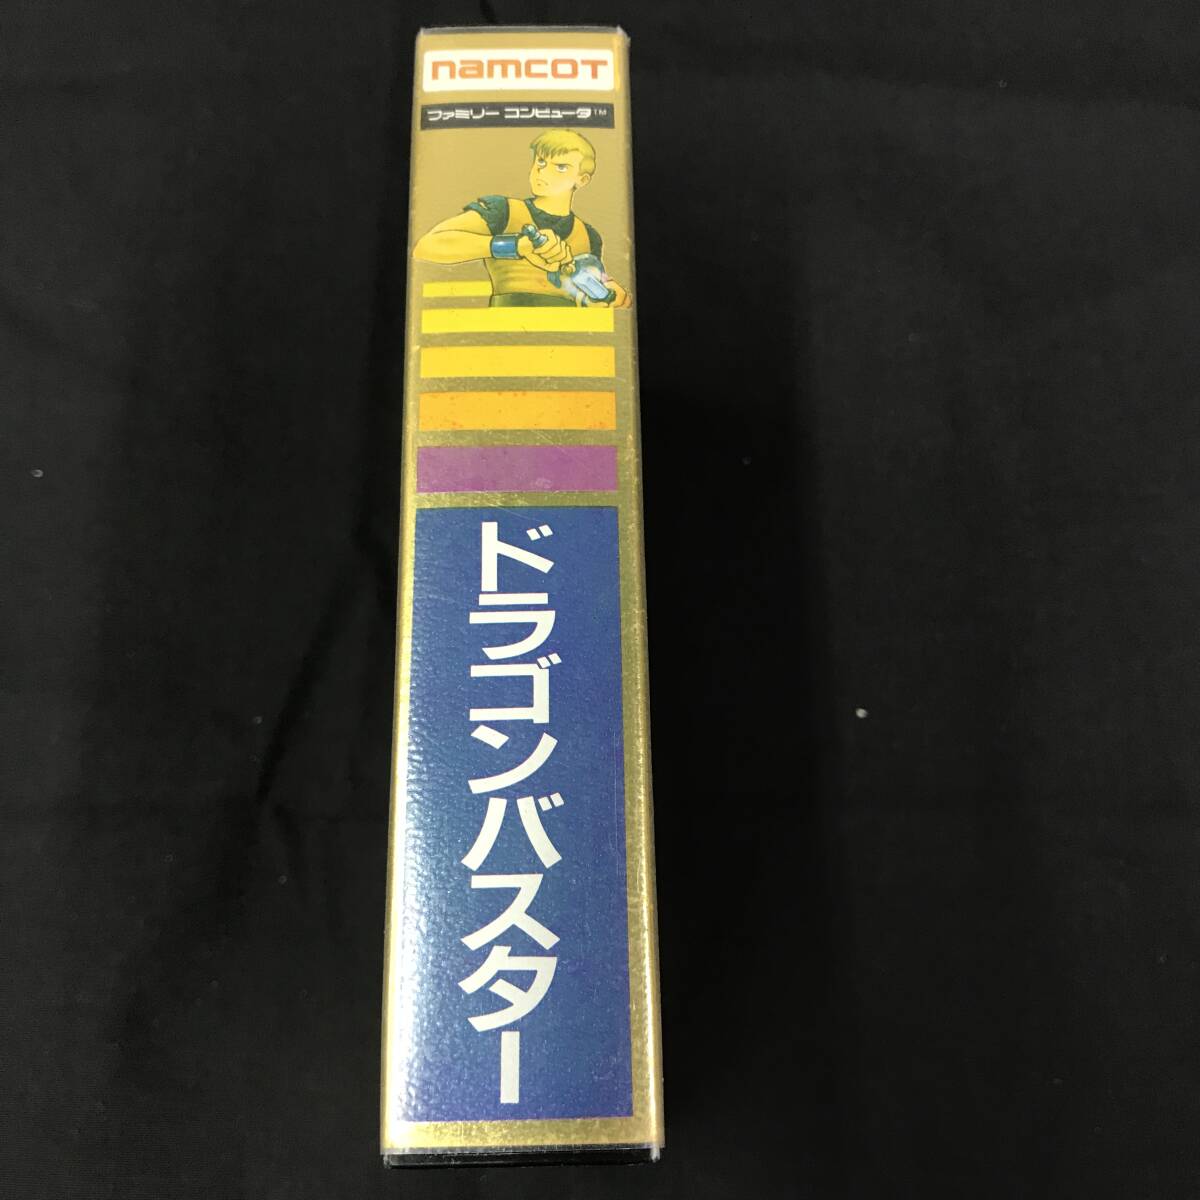 namcot
ファミリー コンピュータ™
ドラゴンバスター